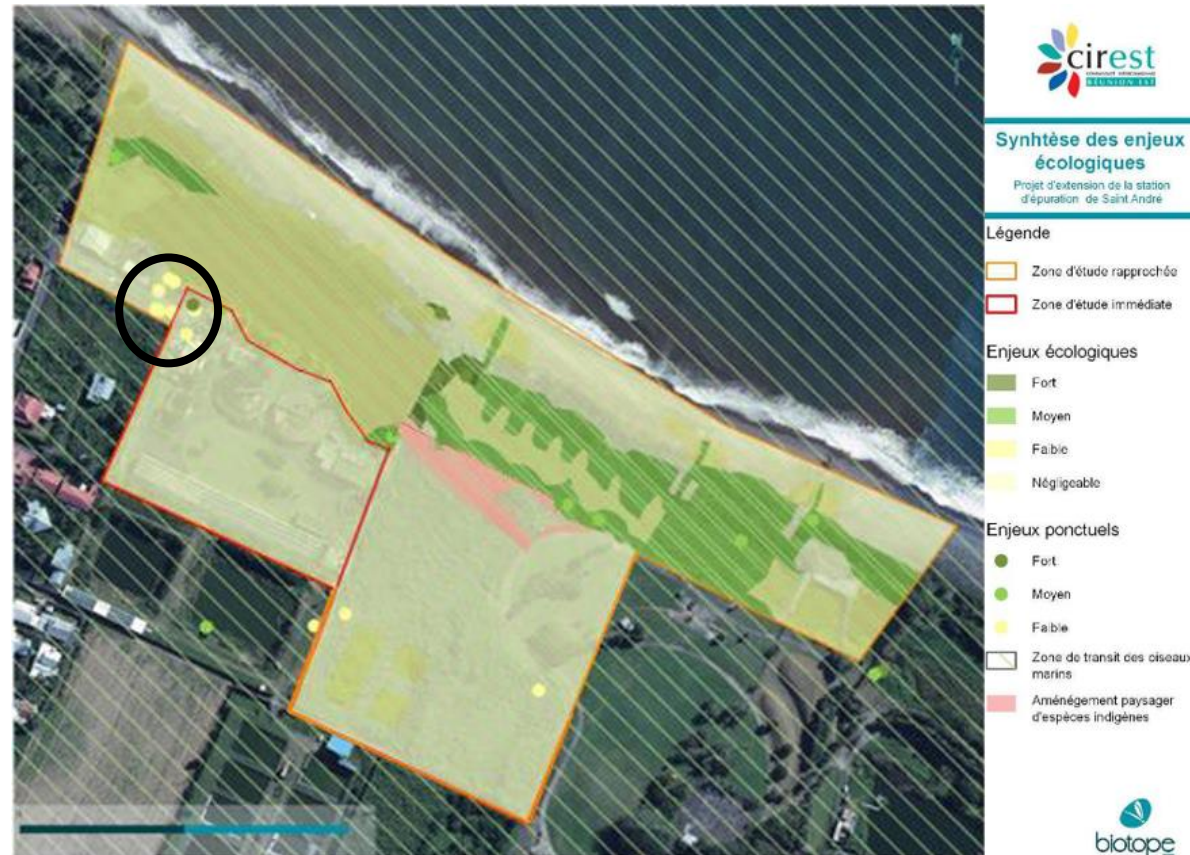 cirest
RÉUNION EST
Synhtèse des enjeux
écologiques
Projet d'extension de la station
d'épuration de Saint André
Légende
Zone d'étude rapprochée
Zone d'étude immédiate
Enjeux écologiques
Fort
Moyen
Faible
Négligeable
Enjeux ponctuels
Fort
Moyen
Faible
Zone de transit des oiseaux
marins
Aménégement paysager
d'espèces indigènes
biotope